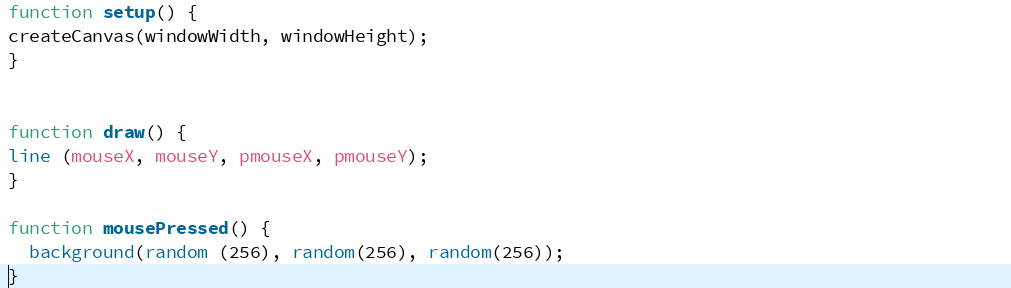 function setup() {
createCanvas(windowWidth, windowHeight);
}
function draw() {
line (mouseX, mouseY, pmouseX, pmouseY);
}
function mousePressed() {
  background(random (256), random(256), random(256));
}